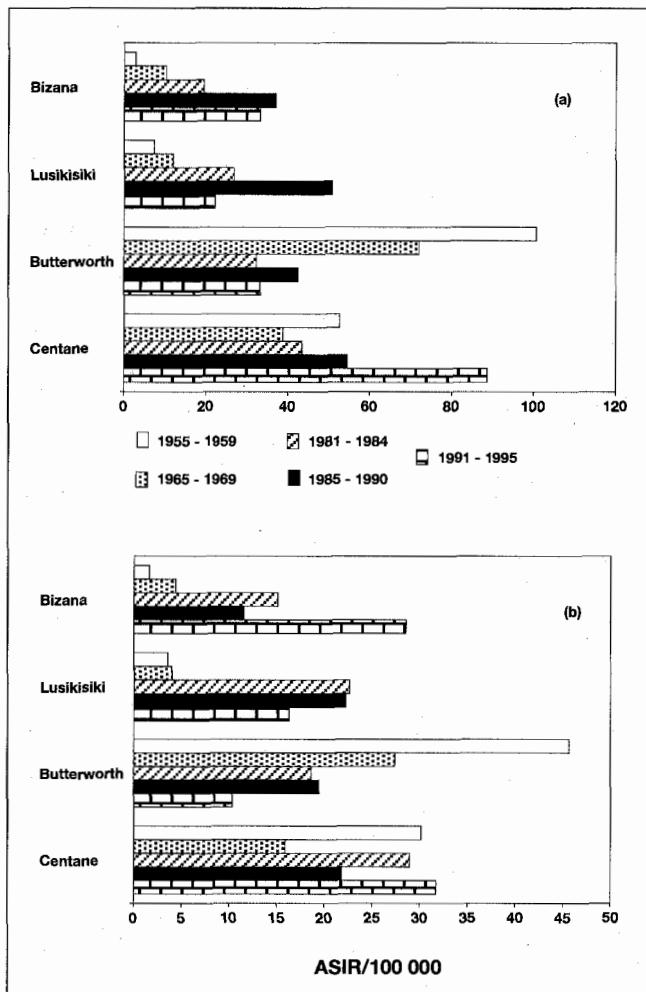 Bizana
(a)
Lusikisiki
Butterworth
Centane
0 20 40 60 80 100 120
1955 - 1959 1981 - 1984 1991 - 1995
1965 - 1969 1985 - 1990
Bizana
(b)
Lusikisiki
Butterworth
Centane
0 5 10 15 20 25 30 35 40 45 50
ASIR/100 000